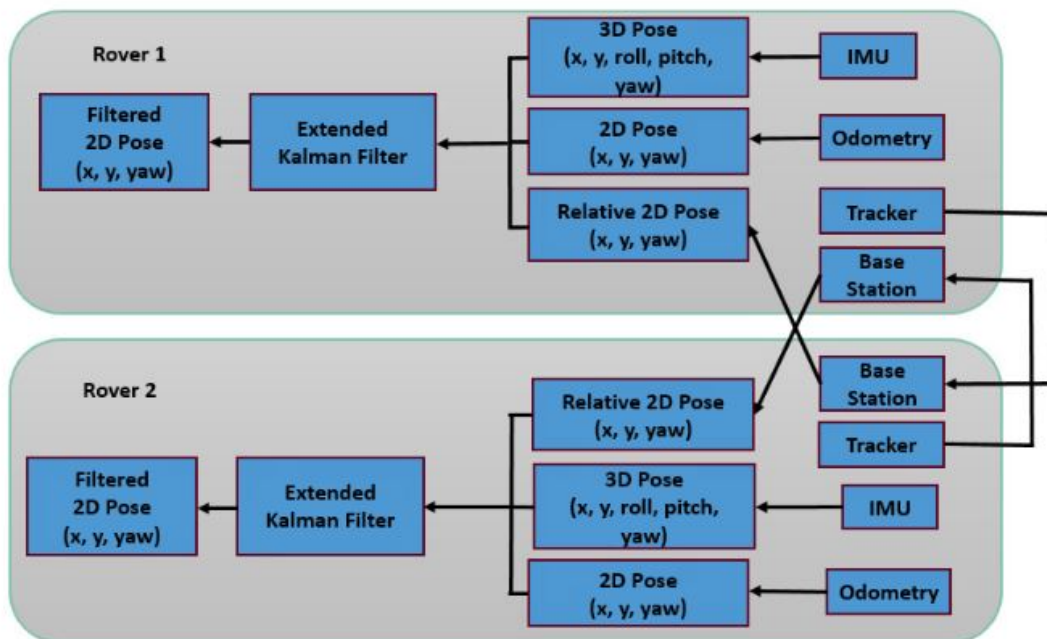 Rover 1
3D Pose
(x, y, roll, pitch,
yaw)
IMU
Filtered
2D Pose
(x, y, yaw)
Extended
Kalman Filter
2D Pose
(x, y, yaw)
Odometry
Relative 2D Pose
(x, y, yaw)
Tracker
Base
Station
Rover 2
Base
Station
Relative 2D Pose
(x, y, yaw)
Tracker
Filtered
2D Pose
(x, y, yaw)
Extended
Kalman Filter
3D Pose
(x, y, roll, pitch,
yaw)
IMU
2D Pose
(x, y, yaw)
Odometry